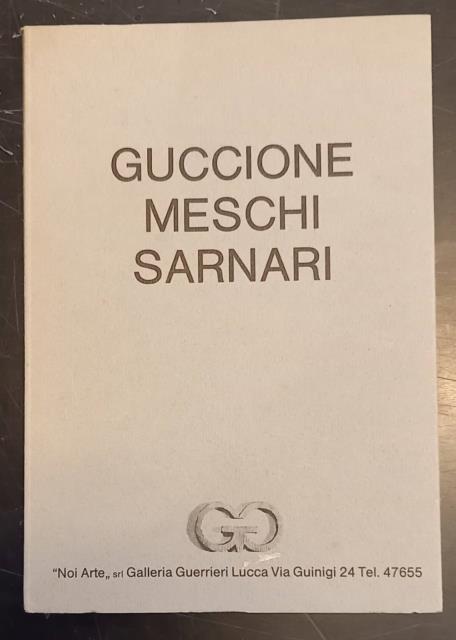 GUCCIONE
MESCHI
SARNARI
GG
"Noi Arte„ srl Galleria Guerrieri Lucca Via Guinigi 24 Tel. 47655